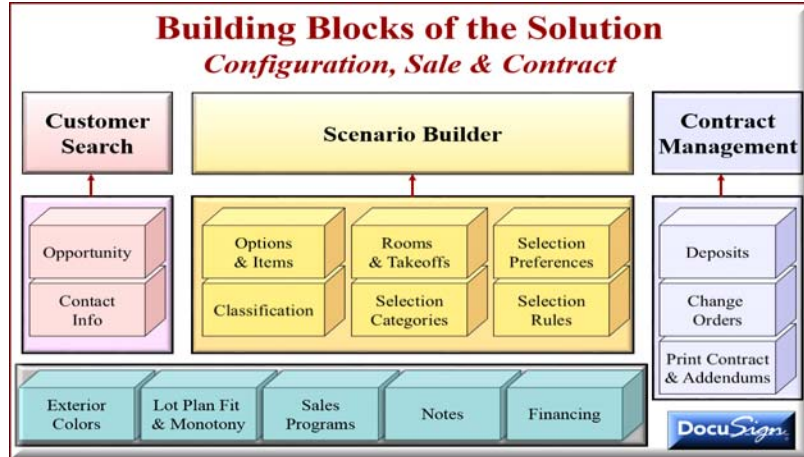 Building Blocks of the Solution
Configuration, Sale & Contract
Customer
Search
Scenario Builder
Contract
Management
Opportunity
Contact
Info
Options
& Items
Rooms
& Takeoffs
Selection
Preferences
Classification
Selection
Categories
Selection
Rules
Deposits
Change
Orders
Print Contract
& Addendums
Exterior
Colors
Lot Plan Fit
& Monotony
Sales
Programs
Notes
Financing
DocuSign